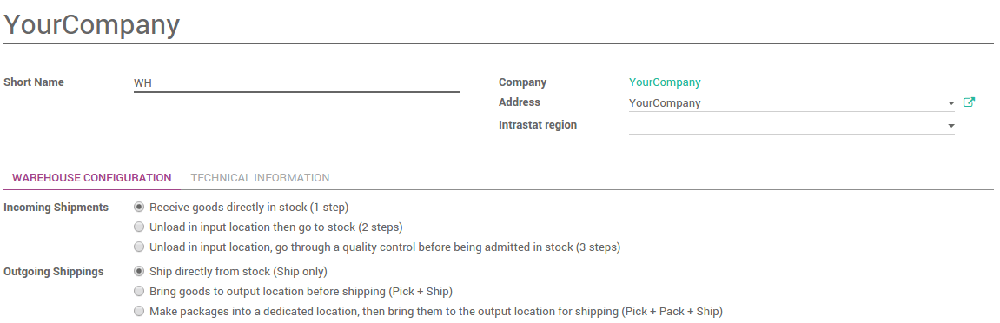 YourCompany
Short Name WH Company YourCompany
Address YourCompany
Intrastat region
WAREHOUSE CONFIGURATION TECHNICAL INFORMATION
Incoming Shipments Receive goods directly in stock (1 step)
Unload in input location then go to stock (2 steps)
Unload in input location, go through a quality control before being admitted in stock (3 steps)
Outgoing Shippings Ship directly from stock (Ship only)
Bring goods to output location before shipping (Pick + Ship)
Make packages into a dedicated location, then bring them to the output location for shipping (Pick + Pack + Ship)